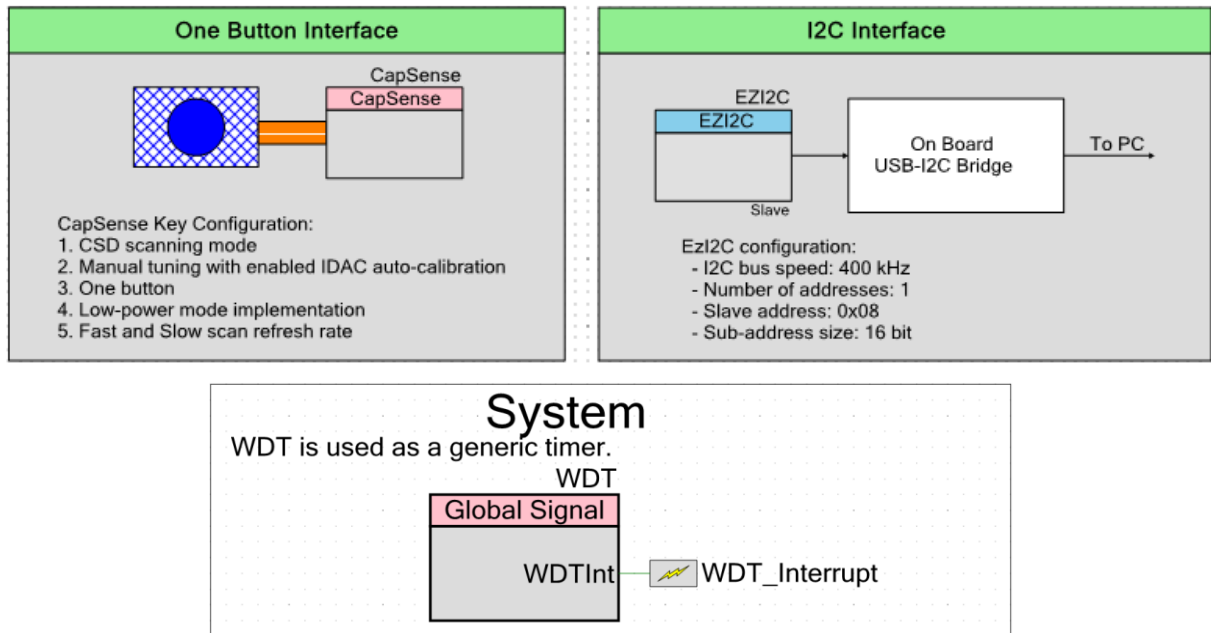 One Button Interface
CapSense
CapSense
CapSense Key Configuration:
1. CSD scanning mode
2. Manual tuning with enabled IDAC auto-calibration
3. One button
4. Low-power mode implementation
5. Fast and Slow scan refresh rate
I2C Interface
EZI2C
EZI2C
Slave
On Board
USB-I2C Bridge
To PC
EzI2C configuration:
- I2C bus speed: 400 kHz
- Number of addresses: 1
- Slave address: 0x08
- Sub-address size: 16 bit
System
WDT is used as a generic timer.
WDT
Global Signal
WDTInt
WDT_Interrupt